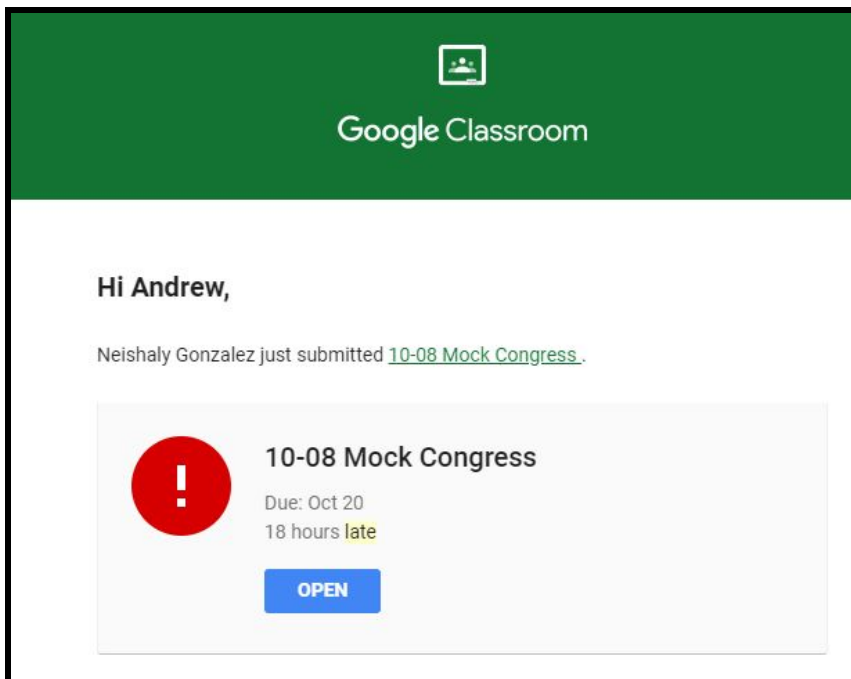 Google Classroom
Hi Andrew,
Neishaly Gonzalez just submitted 10-08 Mock Congress .
!
10-08 Mock Congress
Due: Oct 20
18 hours late
OPEN